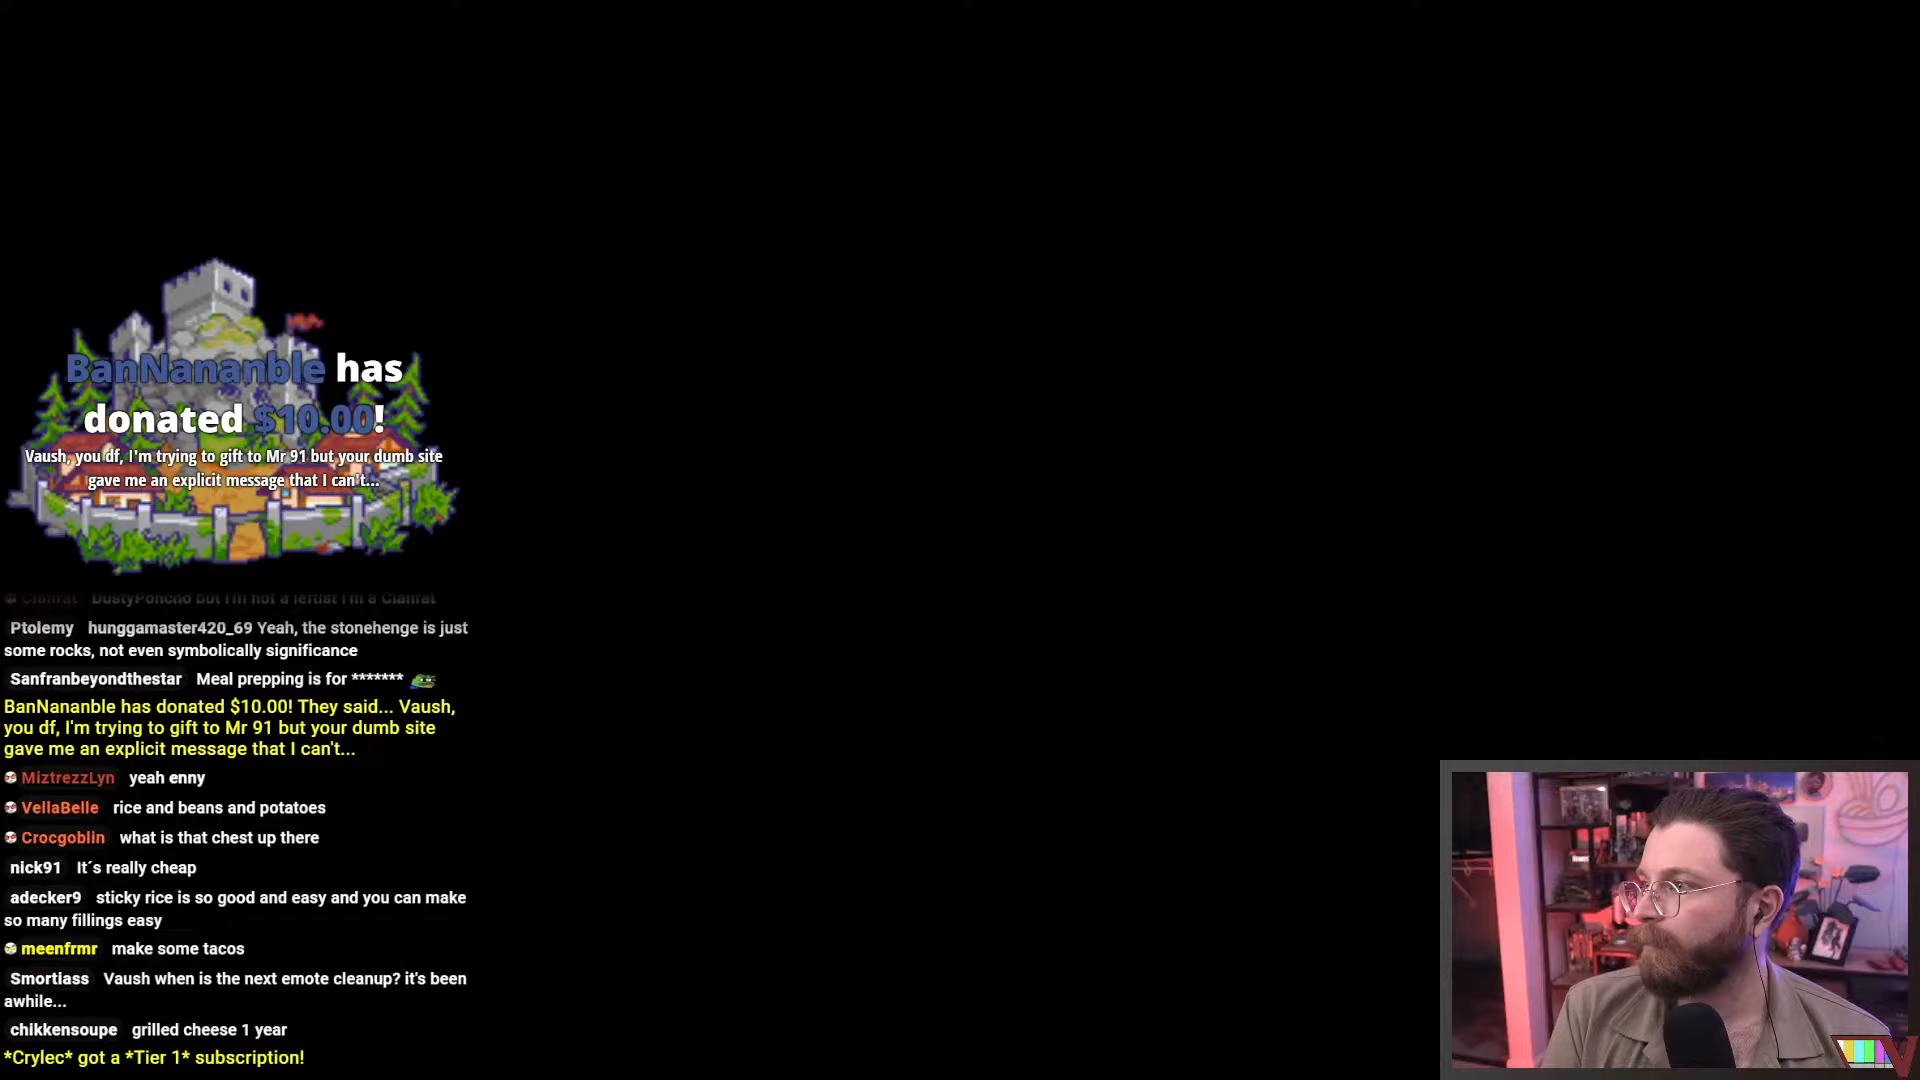 BanNananble has
donated $10.00!
Vaush, you df, I'm trying to gift to Mr 91 but your dumb site
gave me an explicit message that I can't...
Clanrat DustyPoncho but I'm not a leftist I'm a Clanrat
Ptolemy hunggamaster420_69 Yeah, the stonehenge is just
some rocks, not even symbolically significance
Sanfranbeyondthestar Meal prepping is for *******
BanNananble has donated $10.00! They said... Vaush,
you df, I'm trying to gift to Mr 91 but your dumb site
gave me an explicit message that I can't...
MiztrezzLyn yeah enny
VellaBelle rice and beans and potatoes
Crocgoblin what is that chest up there
nick91 It´s really cheap
adecker9 sticky rice is so good and easy and you can make
so many fillings easy
meenfrmr make some tacos
Smortlass Vaush when is the next emote cleanup? it's been
awhile...
chikkensoupe grilled cheese 1 year
*Crylec* got a *Tier 1* subscription!